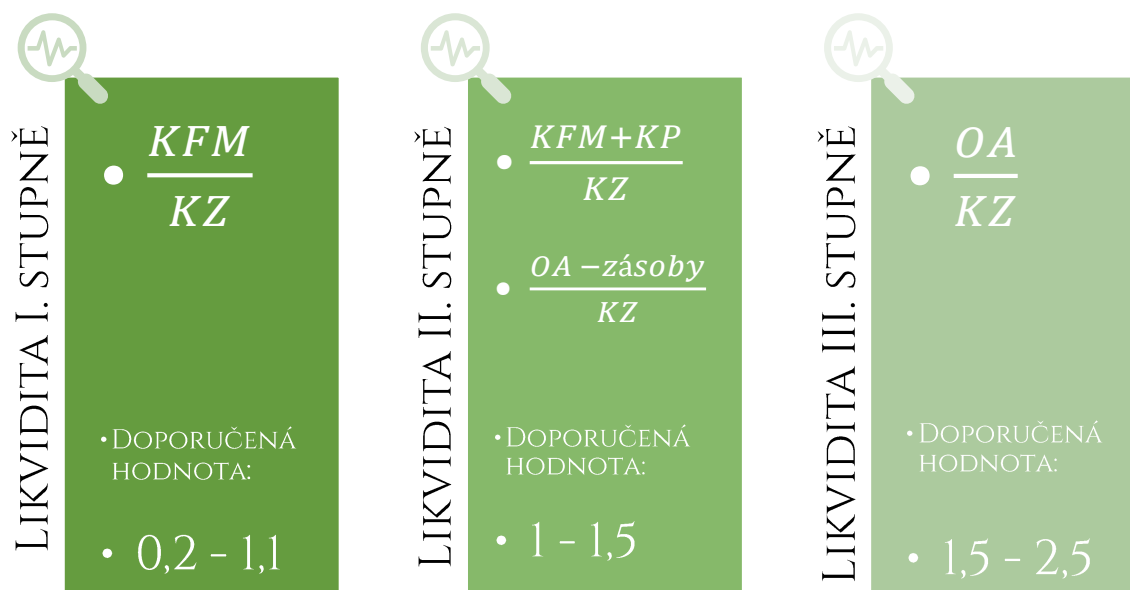 LIKVIDITA I. STUPNĚ
KFM
KZ
• DOPORUČENÁ
HODNOTA:
• 0,2 – 1,1
LIKVIDITA II. STUPNĚ
KFM+KP
KZ
OA −zásoby
KZ
• DOPORUČENÁ
HODNOTA:
• 1 – 1,5
LIKVIDITA III. STUPNĚ
OA
KZ
• DOPORUČENÁ
HODNOTA:
• 1,5 – 2,5